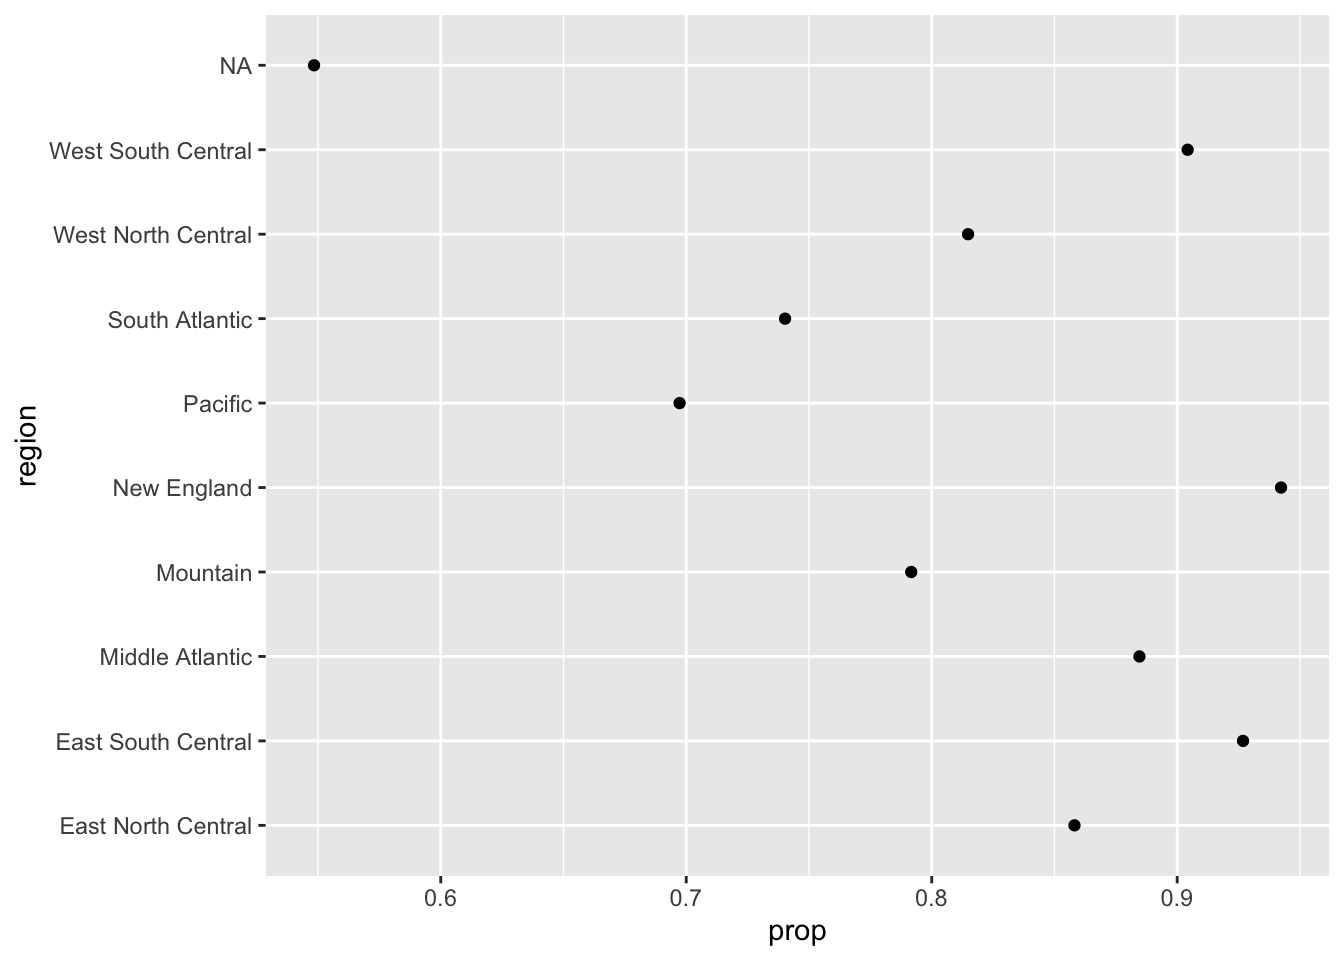 NA
West South Central
West North Central
South Atlantic
Pacific
New England
Mountain
Middle Atlantic
East South Central
East North Central
region
0.6 0.7 0.8 0.9
prop